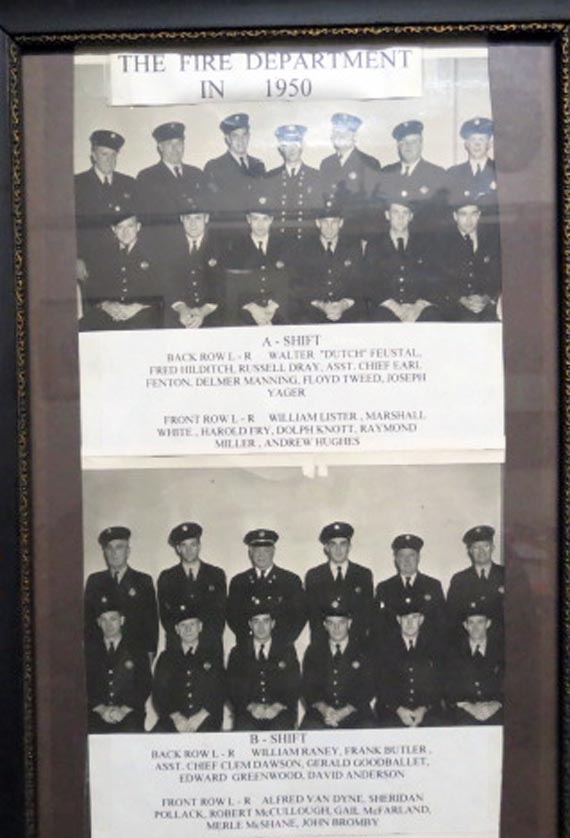 THE FIRE DEPARTMENT
IN 1950
A - SHIFT
BACK ROW L - R WALTER "DUTCH" FEUSTAL,
FRED HILDITCH, RUSSELL DRAY, ASST. CHIEF EARL
FENTON, DELMER MANNING, FLOYD TWEED, JOSEPH
YAGER
FRONT ROW L - R WILLIAM LISTER , MARSHALL
WHITE , HAROLD FRY, DOLPH KNOTT, RAYMOND
MILLER , ANDREW HUGHES
B - SHIFT
BACK ROW L - R WILLIAM RANEY, FRANK BUTLER ,
ASST. CHIEF CLEM DAWSON, GERALD GOODBALLET,
EDWARD GREENWOOD, DAVID ANDERSON
FRONT ROW L - R ALFRED VAN DYNE, SHERIDAN
POLLACK, ROBERT McCULLOUGH, GAIL McFARLAND,
MERLE McSHANE, JOHN BROMBY